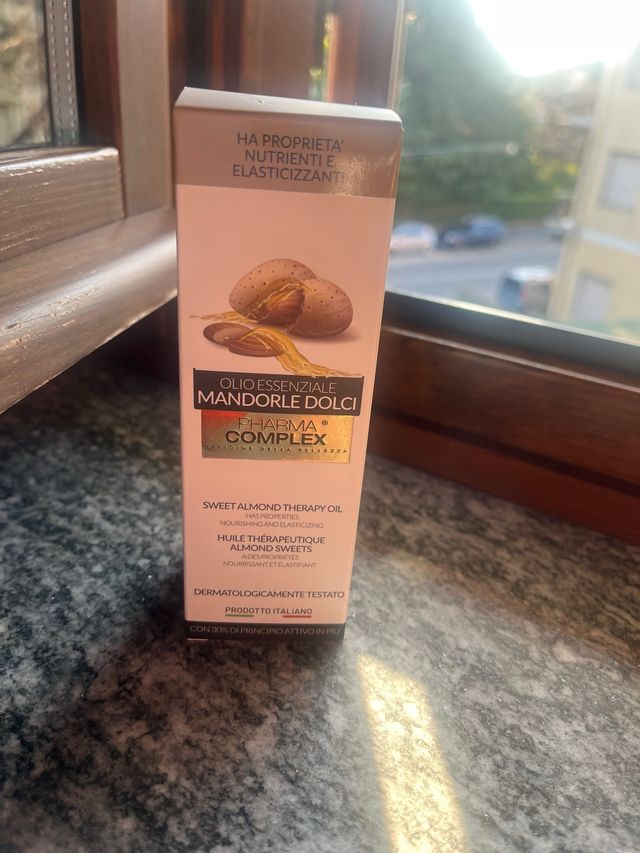 HA PROPRIETA'
NUTRIENTI E
ELASTICIZZANTI
OLIO ESSENZIALE
MANDORLE DOLCI
PHARMA ®
COMPLEX
OFFICINE DELLA BELLEZZA
SWEET ALMOND THERAPY OIL
HAS PROPERTIES
NOURISHING AND ELASTICIZING
HUILE THÉRAPEUTIQUE
ALMOND SWEETS
A DES PROPRIÉTÉS
NOURRISSANT ET ÉLASTIFIANT
DERMATOLOGICAMENTE TESTATO
PRODOTTO ITALIANO
CON 30% DI PRINCIPIO ATTIVO IN PIU'